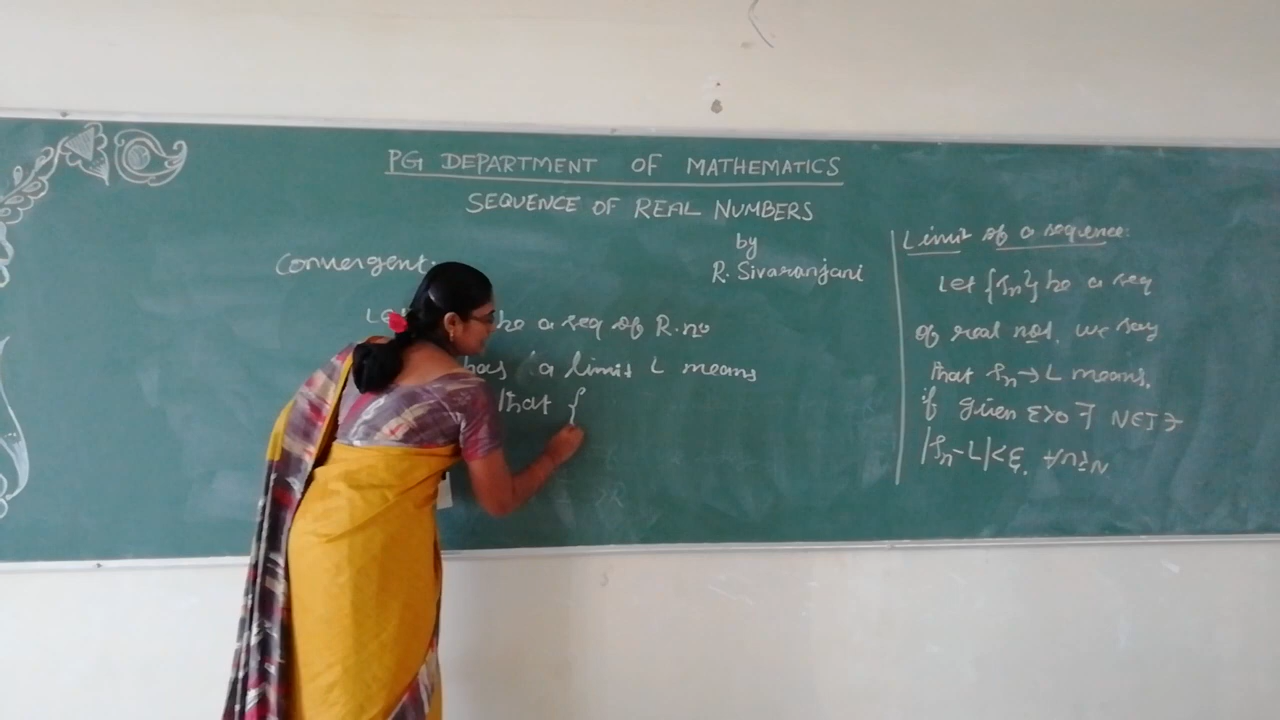 PG DEPARTMENT OF MATHEMATICS
SEQUENCE OF REAL NUMBERS
by
R. Sivaranjani
Convergent:
be a seq of R.no
has a limit L means
that {
Limit of a sequence:
Let {Sn} be a seq
of real nos. we say
that Sn→L means,
if given ε>0 ∃ N∈I ∋
|Sn-L|<ε, ∀n≥N